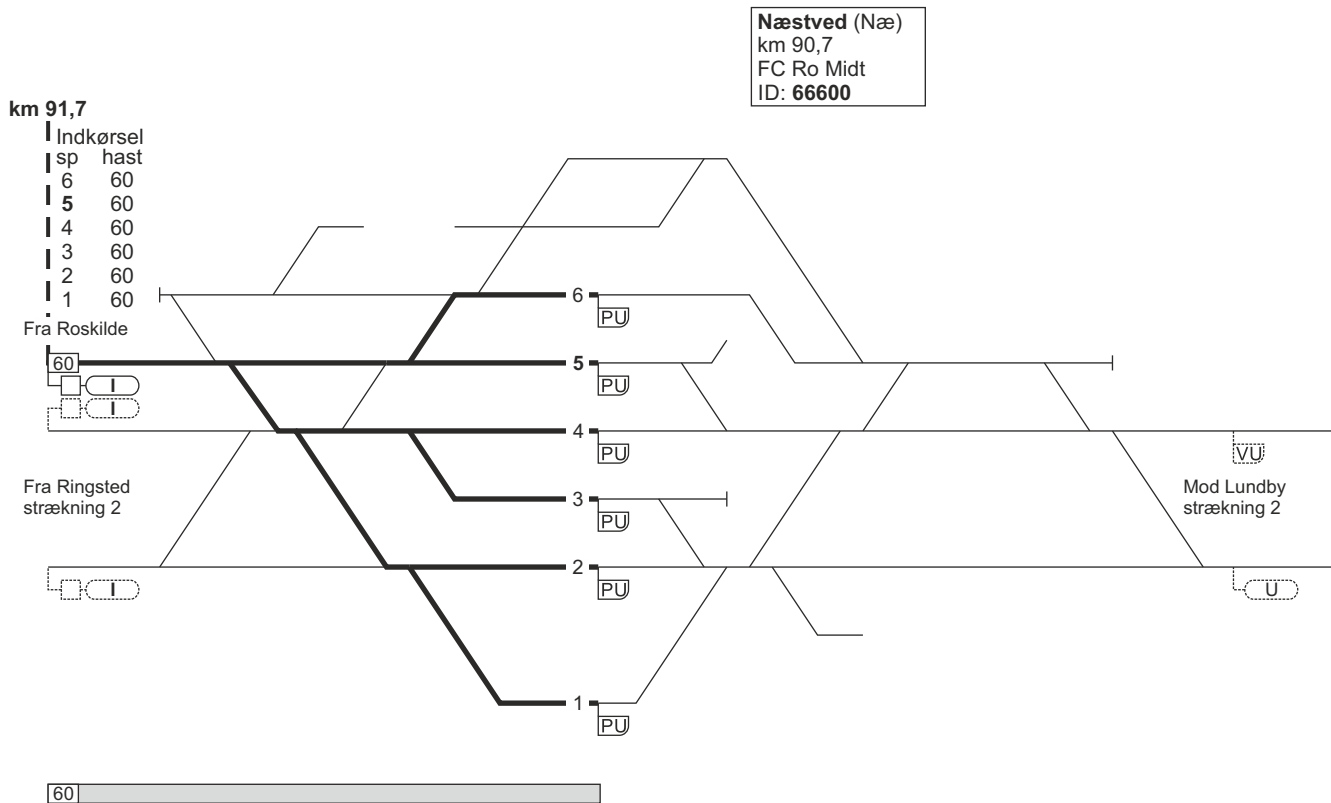 Næstved (Næ)
km 90,7
FC Ro Midt
ID: 66600
km 91,7
Indkørsel
sp hast
6 60
5 60
4 60
3 60
2 60
1 60
Fra Roskilde
60
I
I
Fra Ringsted
strækning 2
I
6
PU
5
PU
4
PU
3
PU
2
PU
1
PU
VU
Mod Lundby
strækning 2
U
60